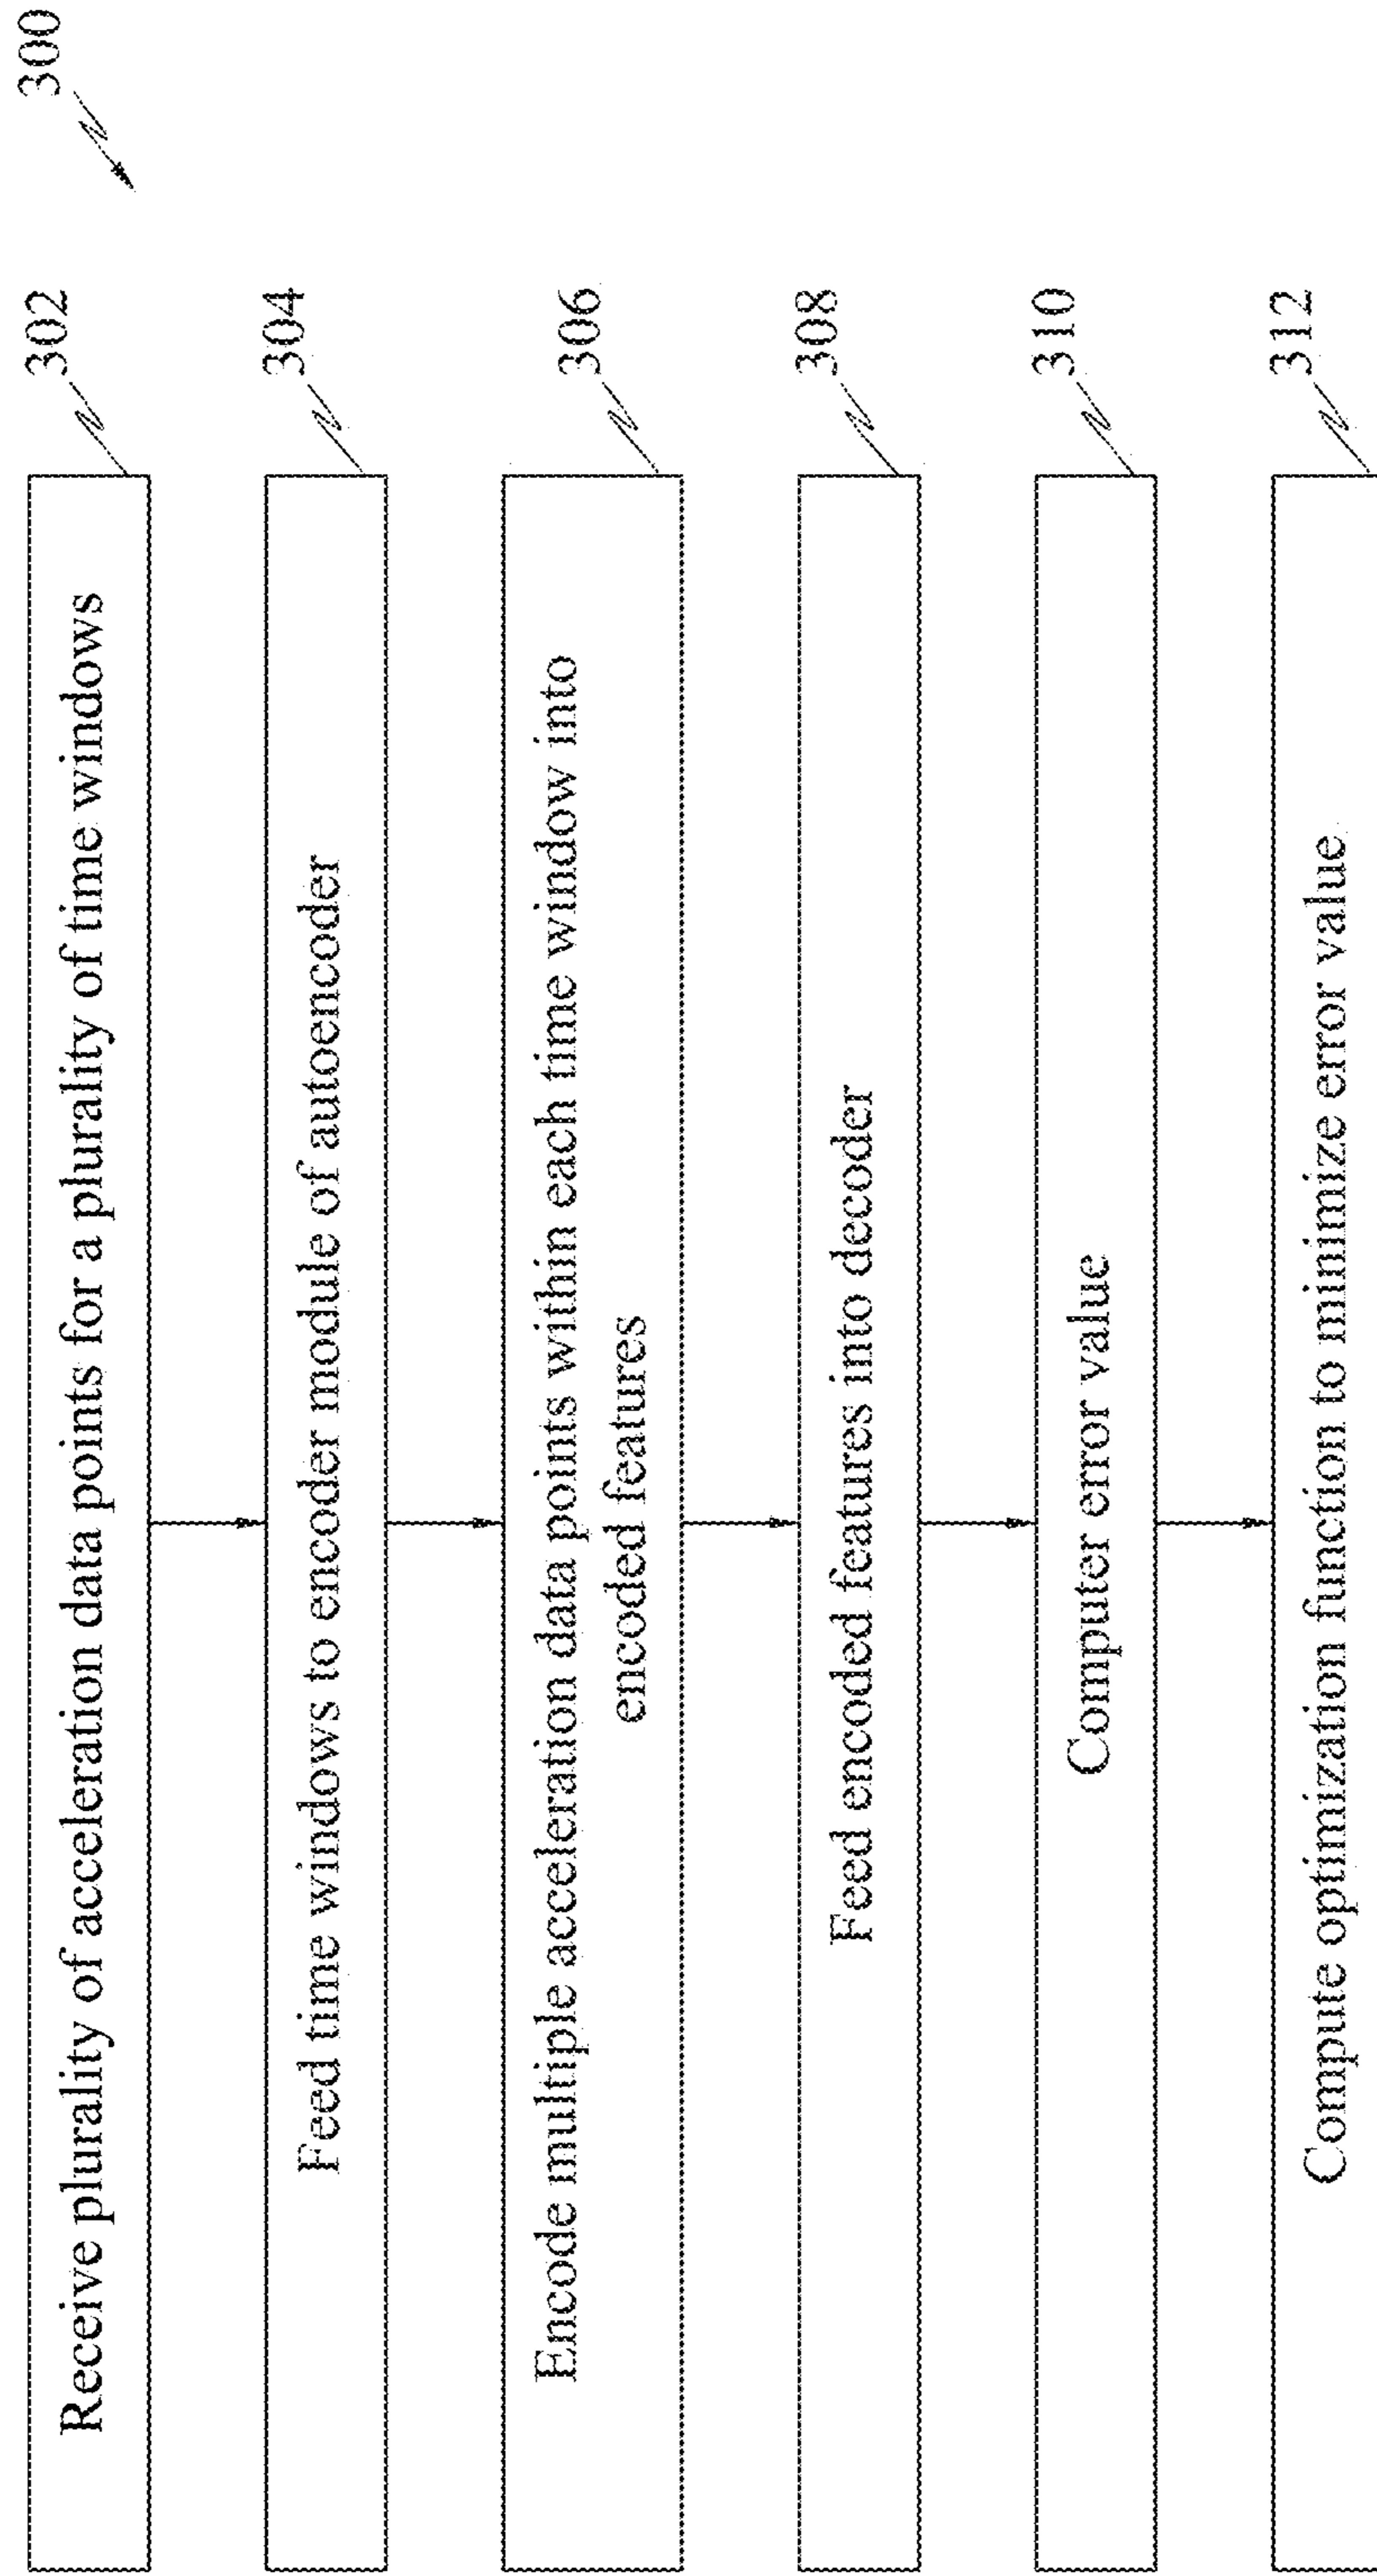 300
Receive plurality of acceleration data points for a plurality of time windows
302
Feed time windows to encoder module of autoencoder
304
Encode multiple acceleration data points within each time window into
encoded features
306
Feed encoded features into decoder
308
Computer error value
310
Compute optimization function to minimize error value
312